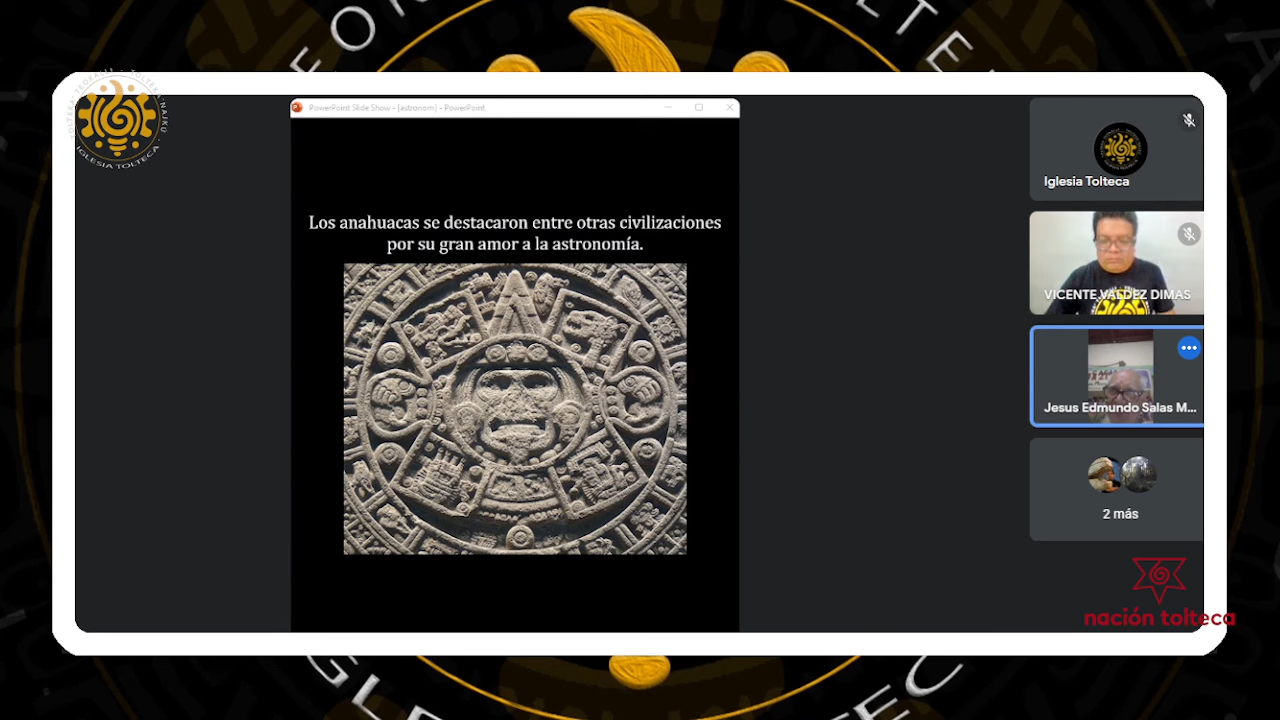 PowerPoint Slide Show - [astronom] - PowerPoint
Los anahuacas se destacaron entre otras civilizaciones
por su gran amor a la astronomía.
IGLESIA TOLTECA
Iglesia Tolteca
VICENTE VALDEZ DIMAS
Jesus Edmundo Salas M...
2 más
nación tolteca